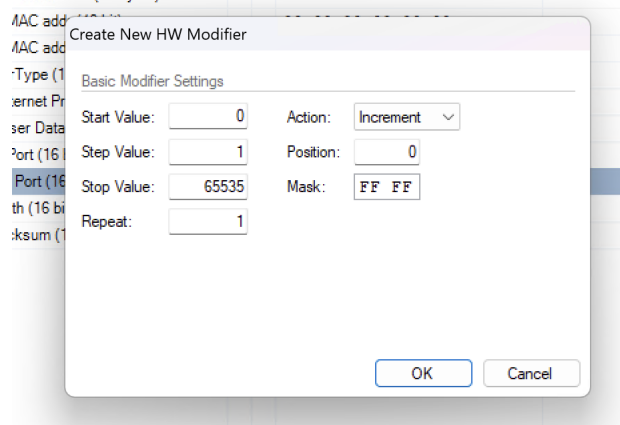 MAC add
Create New HW Modifier
MAC add
Type (1
Basic Modifier Settings
ernet Pr
Start Value: 0 Action: Increment
ser Data
Port (16
Step Value: 1 Position: 0
Port (16
Stop Value: 65535 Mask: FF FF
th (16 bi
Repeat: 1
cksum (1
OK Cancel